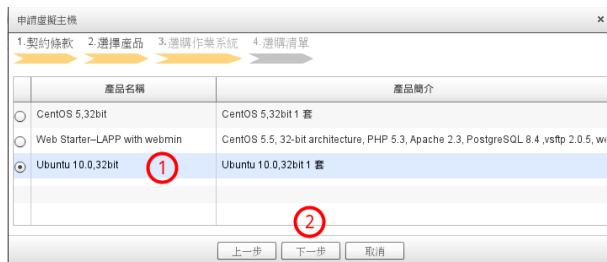 申請虛擬主機 ×
1.契約條款 2.選擇產品 3.選購作業系統 4.選購清單
產品名稱 產品簡介
CentOS 5,32bit CentOS 5,32bit 1 套
Web Starter–LAPP with webmin CentOS 5.5, 32-bit architecture, PHP 5.3, Apache 2.3, PostgreSQL 8.4 ,vsftp 2.0.5, we
Ubuntu 10.0,32bit 1 Ubuntu 10.0,32bit 1 套
2
上一步 下一步 取消